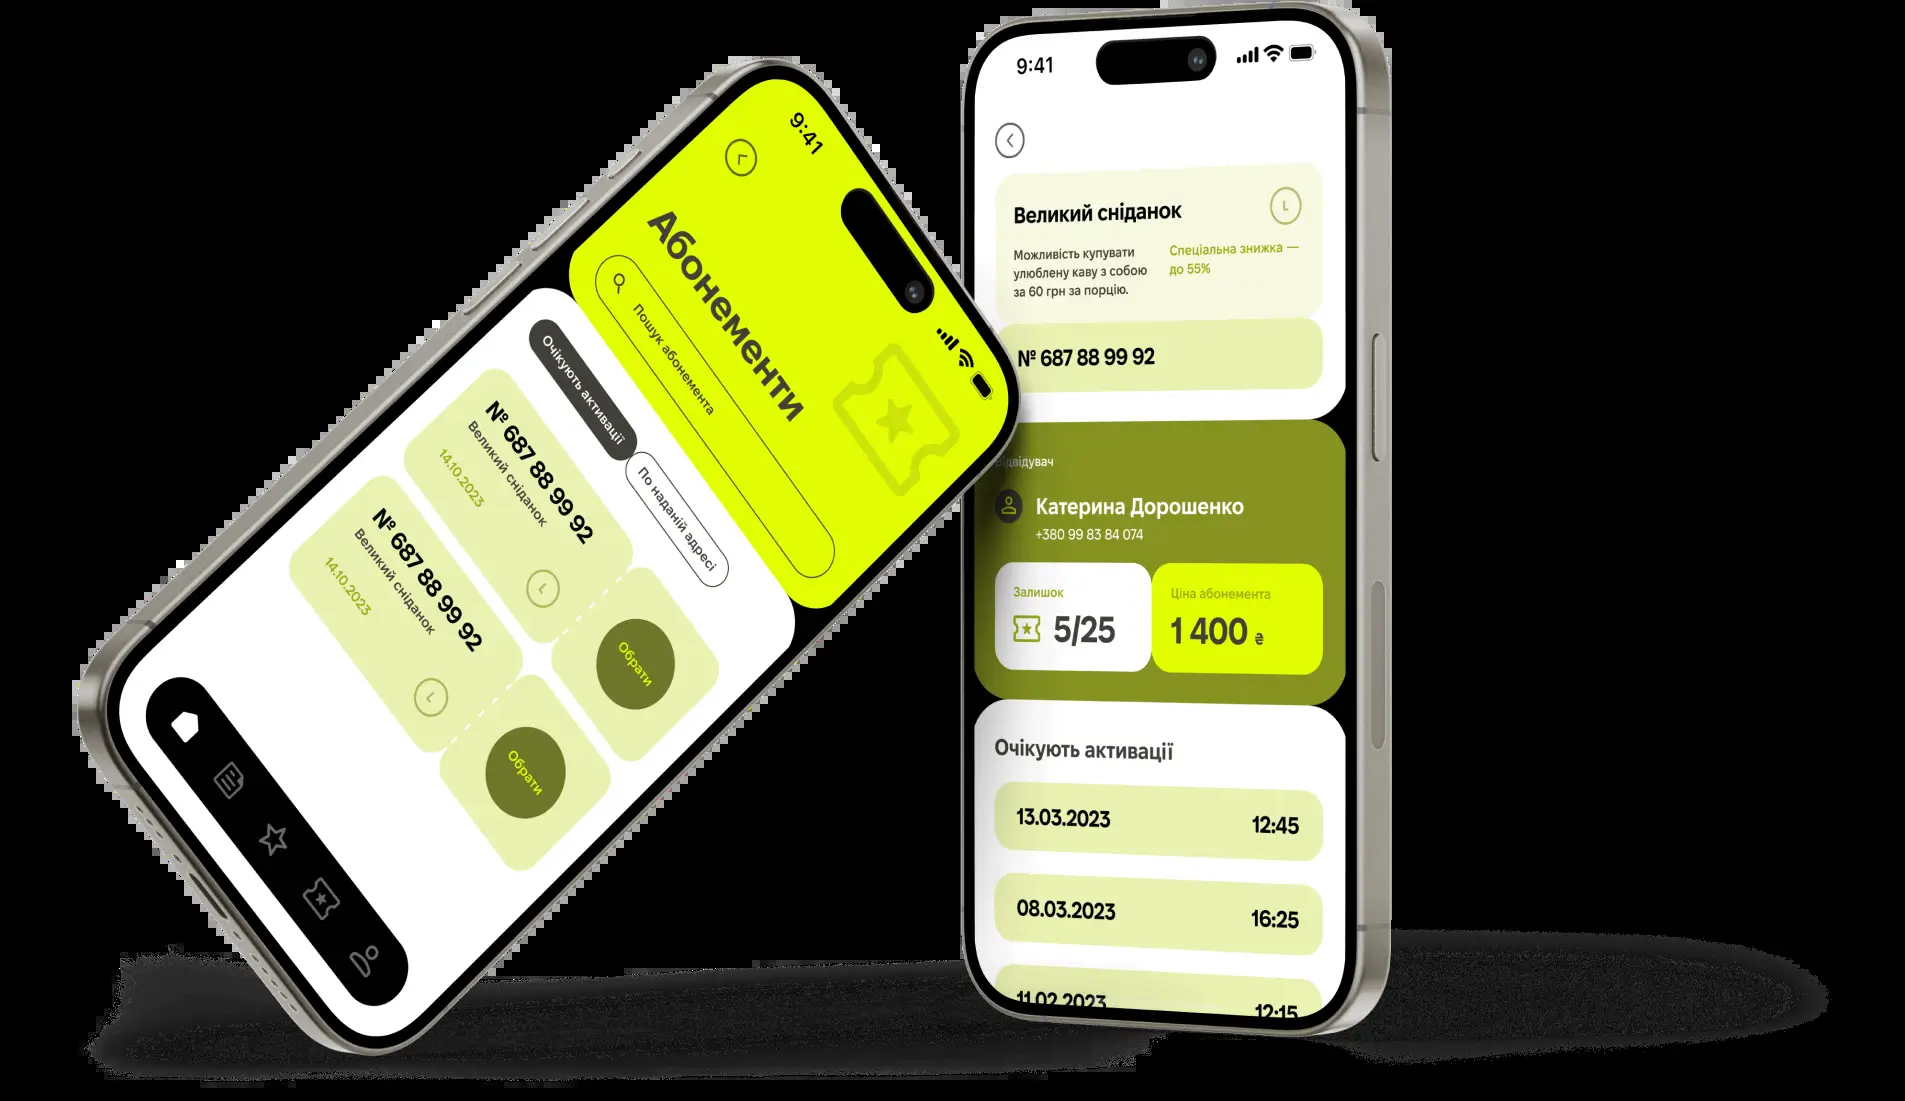 9:41
Абонементи
Пошук абонемента
Очікують активації
По наданій адресі
№ 687 88 99 92
Великий сніданок
14.10.2023
Обрати
№ 687 88 99 92
Великий сніданок
14.10.2023
Обрати
9:41
Великий сніданок
Можливість купувати
улюблену каву з собою
за 60 грн за порцію.
Спеціальна знижка —
до 55%
№ 687 88 99 92
Відвідувач
Катерина Дорошенко
+380 99 83 84 074
Залишок
5/25
Ціна абонемента
1 400 ₴
Очікують активації
13.03.2023 12:45
08.03.2023 16:25
11.02.2023 12:15